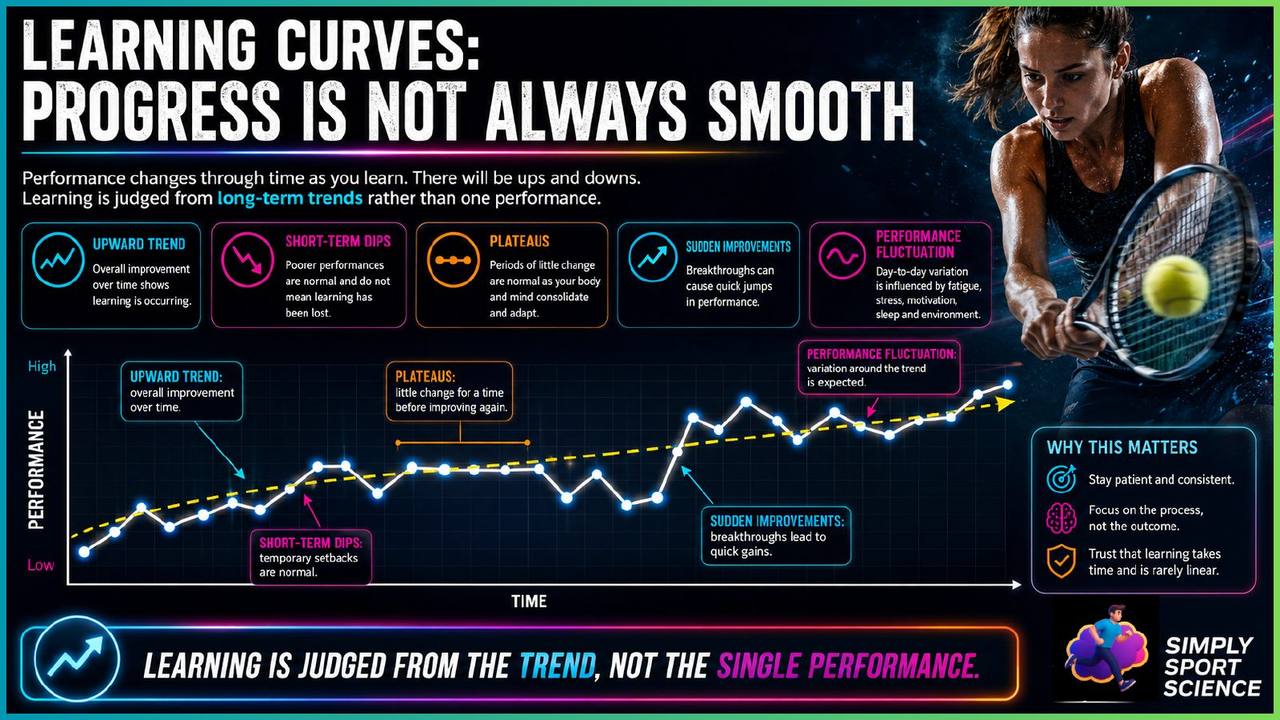 LEARNING CURVES:
PROGRESS IS NOT ALWAYS SMOOTH
Performance changes through time as you learn. There will be ups and downs.
Learning is judged from long-term trends rather than one performance.
UPWARD TREND
Overall improvement
over time shows
learning is occurring.
SHORT-TERM DIPS
Poorer performances
are normal and do not
mean learning has
been lost.
PLATEAUS
Periods of little change
are normal as your body
and mind consolidate
and adapt.
SUDDEN IMPROVEMENTS
Breakthroughs can
cause quick jumps
in performance.
PERFORMANCE
FLUCTUATION
Day-to-day variation
is influenced by fatigue,
stress, motivation,
sleep and environment.
High
PERFORMANCE
Low
UPWARD TREND:
overall improvement
over time.
SHORT-TERM DIPS:
temporary setbacks
are normal.
PLATEAUS:
little change for a time
before improving again.
SUDDEN IMPROVEMENTS:
breakthroughs lead to
quick gains.
PERFORMANCE FLUCTUATION:
variation around the trend
is expected.
TIME
WHY THIS MATTERS
Stay patient and consistent.
Focus on the process,
not the outcome.
Trust that learning takes
time and is rarely linear.
LEARNING IS JUDGED FROM THE TREND, NOT THE SINGLE PERFORMANCE.
SIMPLY
SPORT
SCIENCE